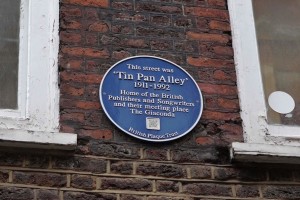 This street was
'Tin Pan Alley'
1911-1992
Home of the British
Publishers and Songwriters
and their meeting place
The Giaconda
British Plaque Trust